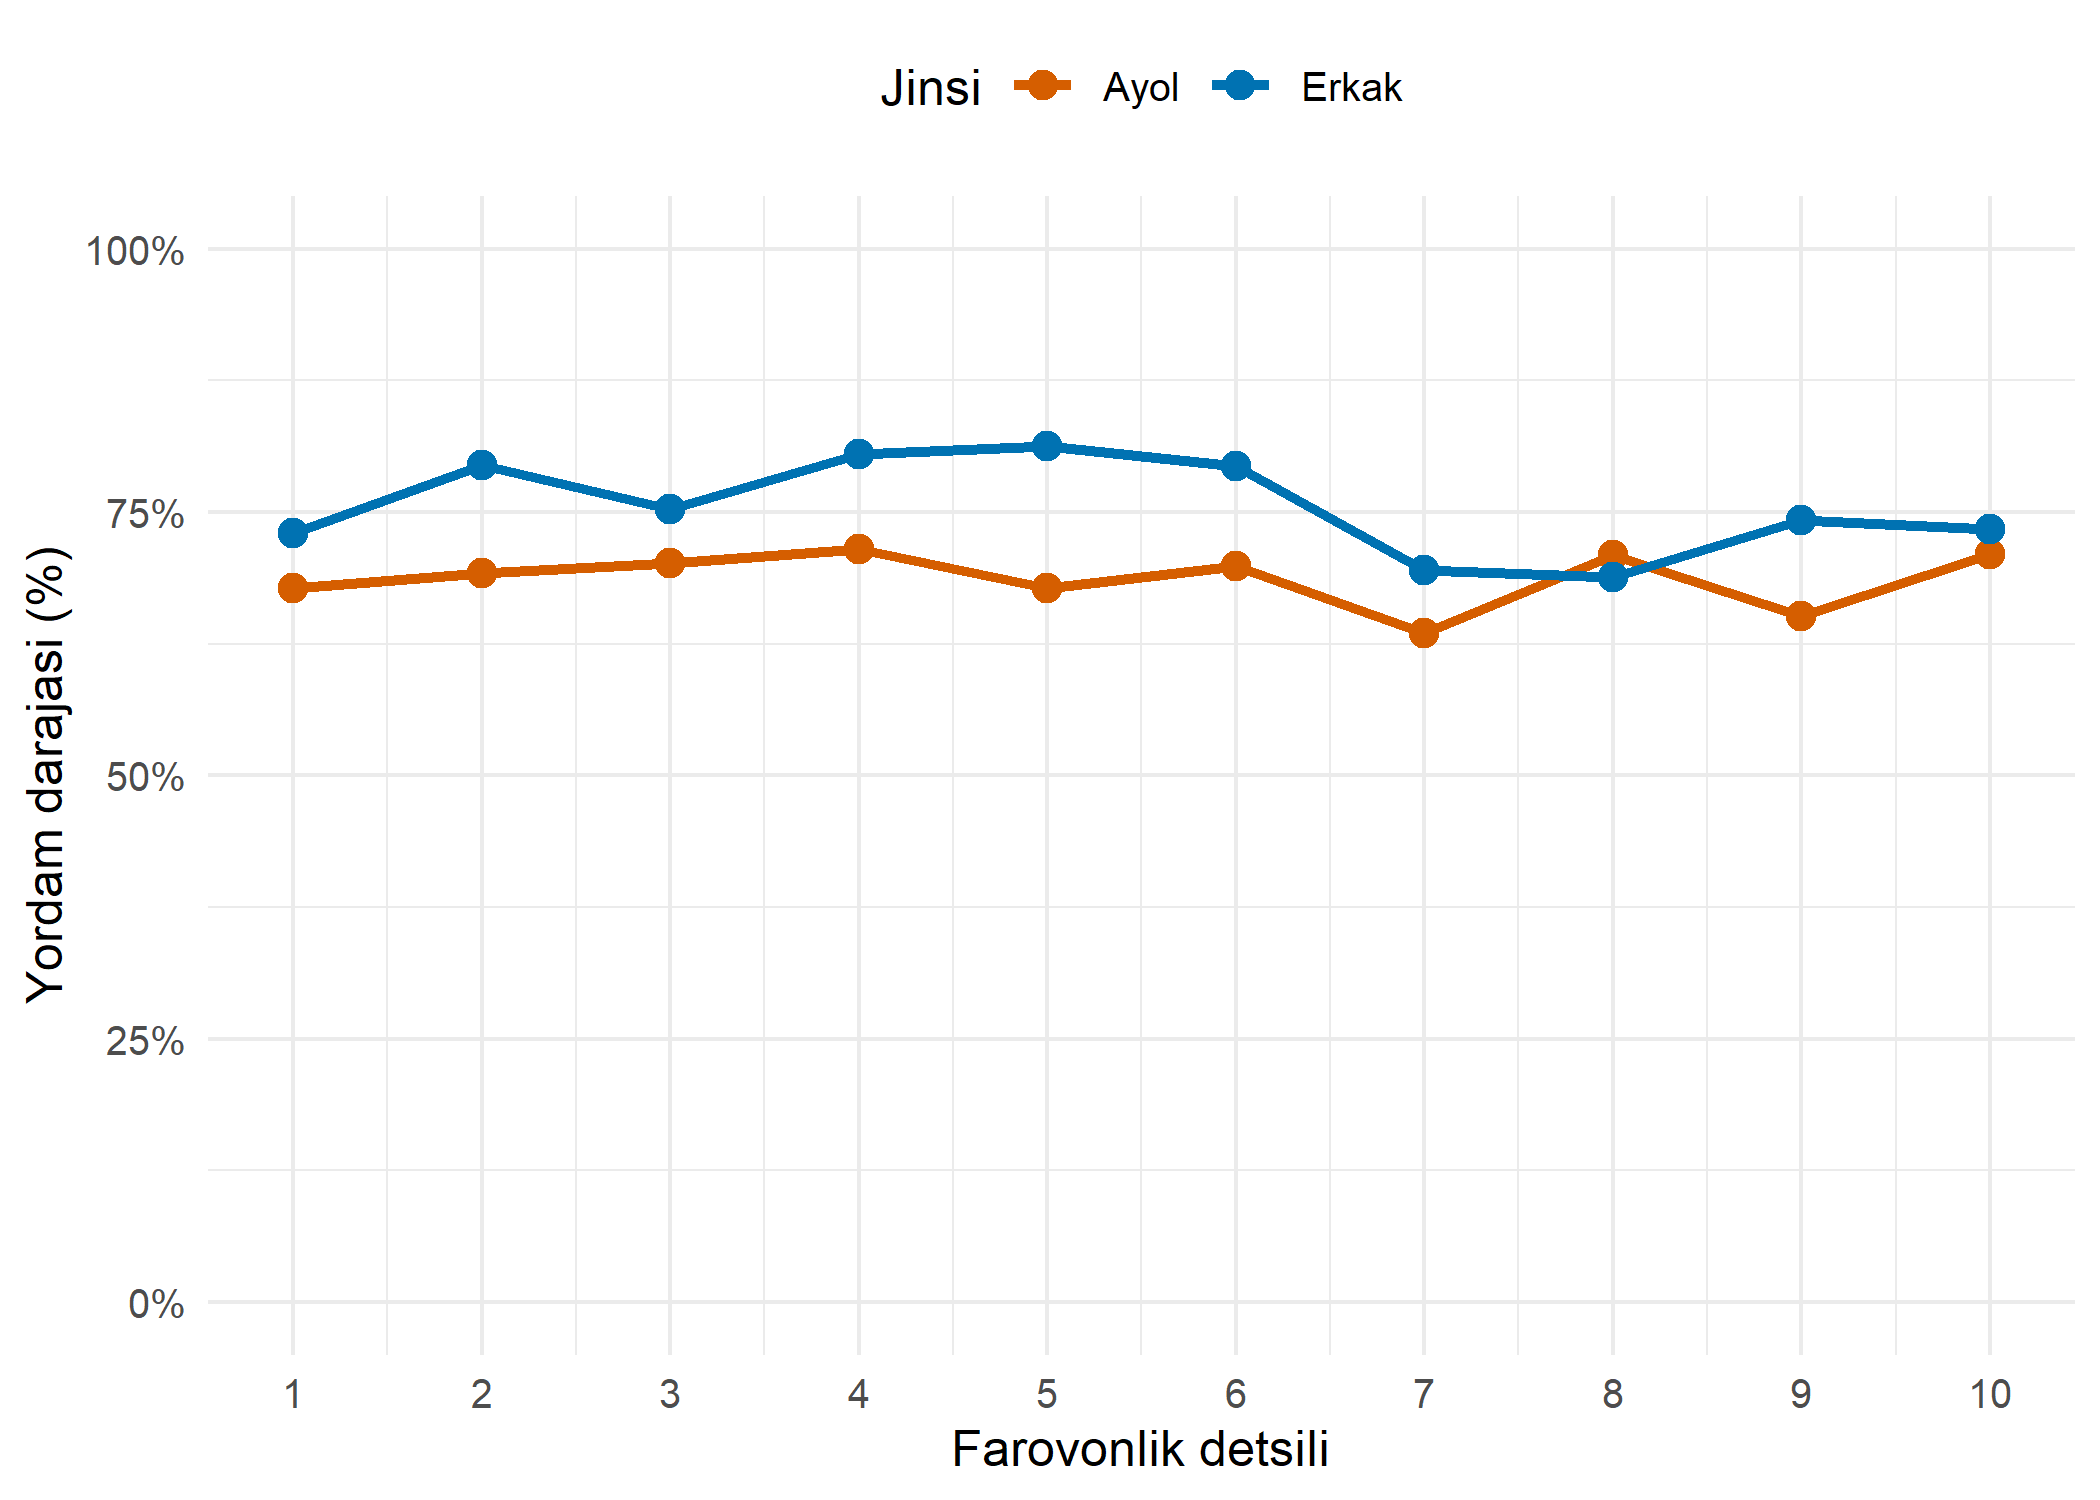 Jinsi Ayol Erkak
100%
75%
50%
25%
0%
Yordam darajasi (%)
1 2 3 4 5 6 7 8 9 10
Farovonlik detsili